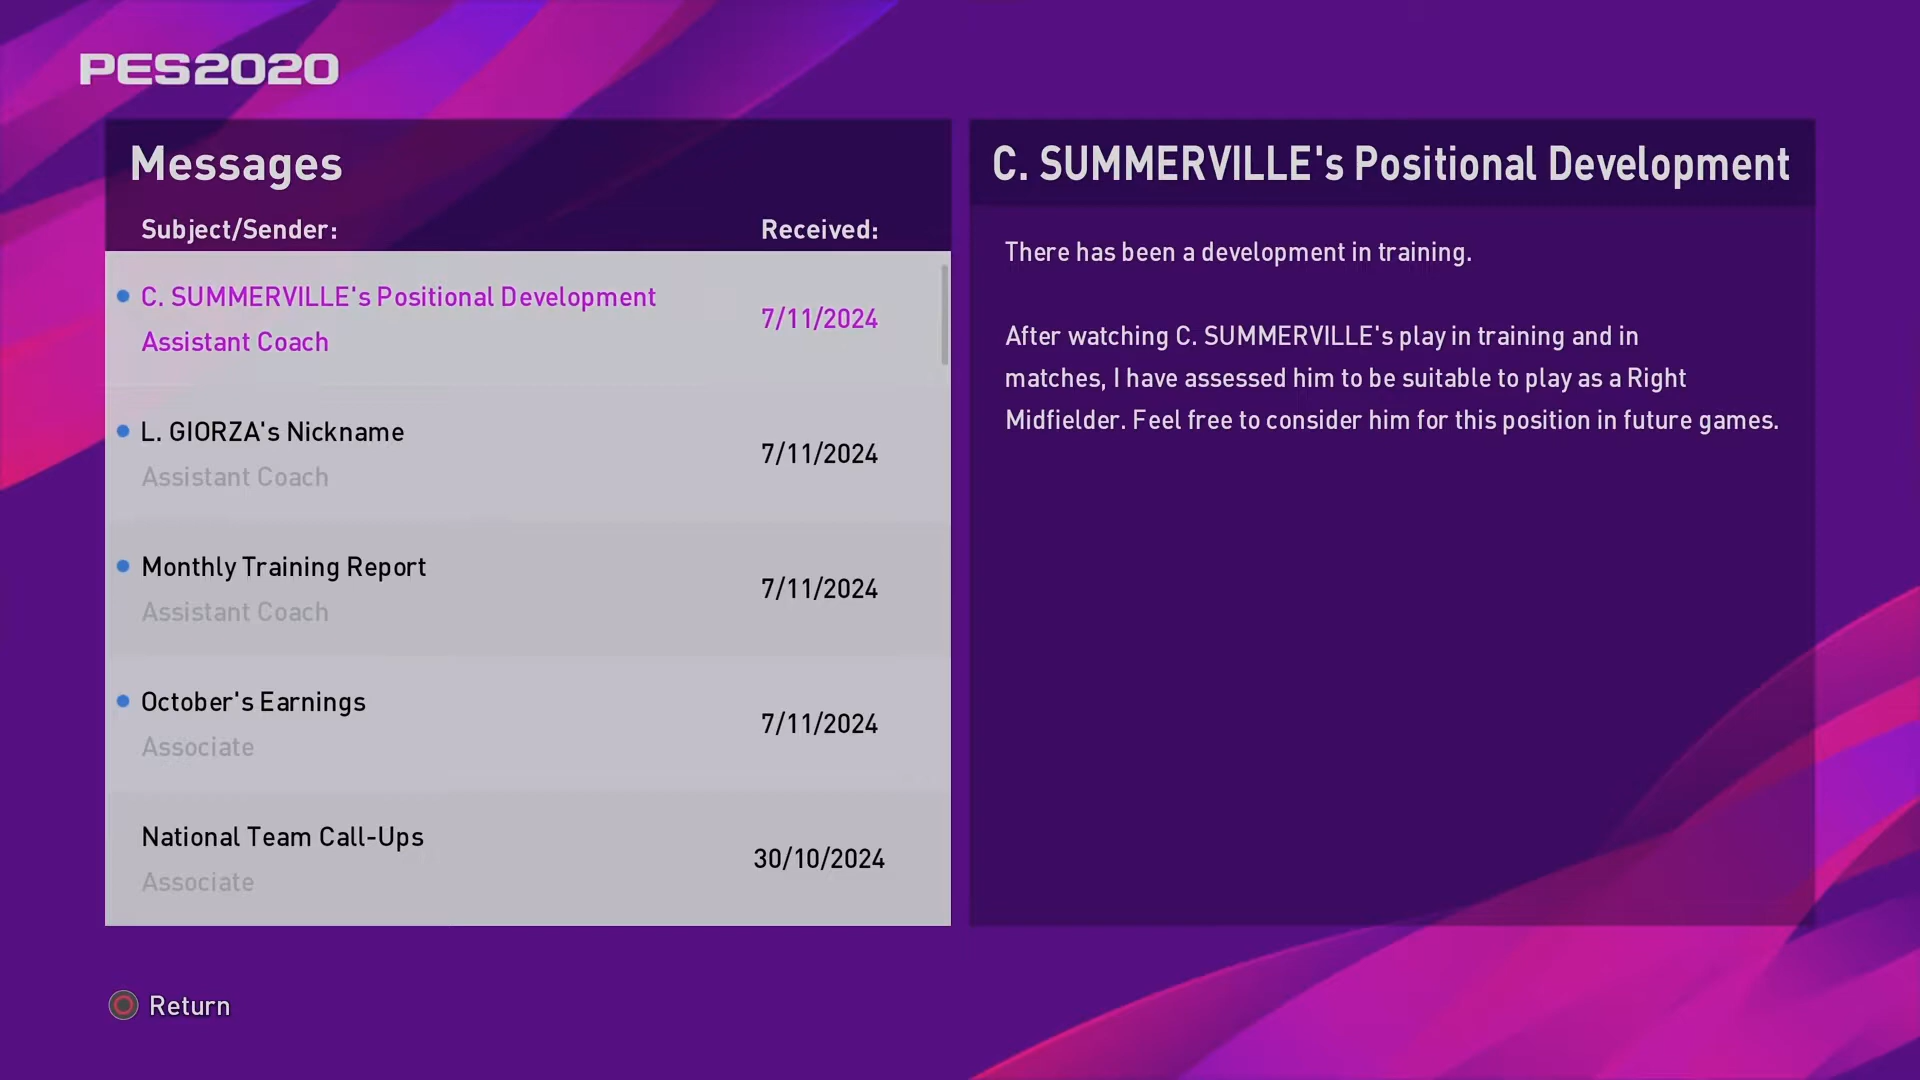 PES2020
Messages
Subject/Sender: Received:
C. SUMMERVILLE's Positional Development
Assistant Coach
7/11/2024
L. GIORZA's Nickname
Assistant Coach
7/11/2024
Monthly Training Report
Assistant Coach
7/11/2024
October's Earnings
Associate
7/11/2024
National Team Call-Ups
Associate
30/10/2024
C. SUMMERVILLE's Positional Development
There has been a development in training.
After watching C. SUMMERVILLE's play in training and in
matches, I have assessed him to be suitable to play as a Right
Midfielder. Feel free to consider him for this position in future games.
Return